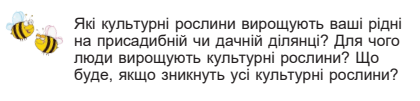 Які культурні рослини вирощують ваші рідні
на присадибній чи дачній ділянці? Для чого
люди вирощують культурні рослини? Що
буде, якщо зникнуть усі культурні рослини?